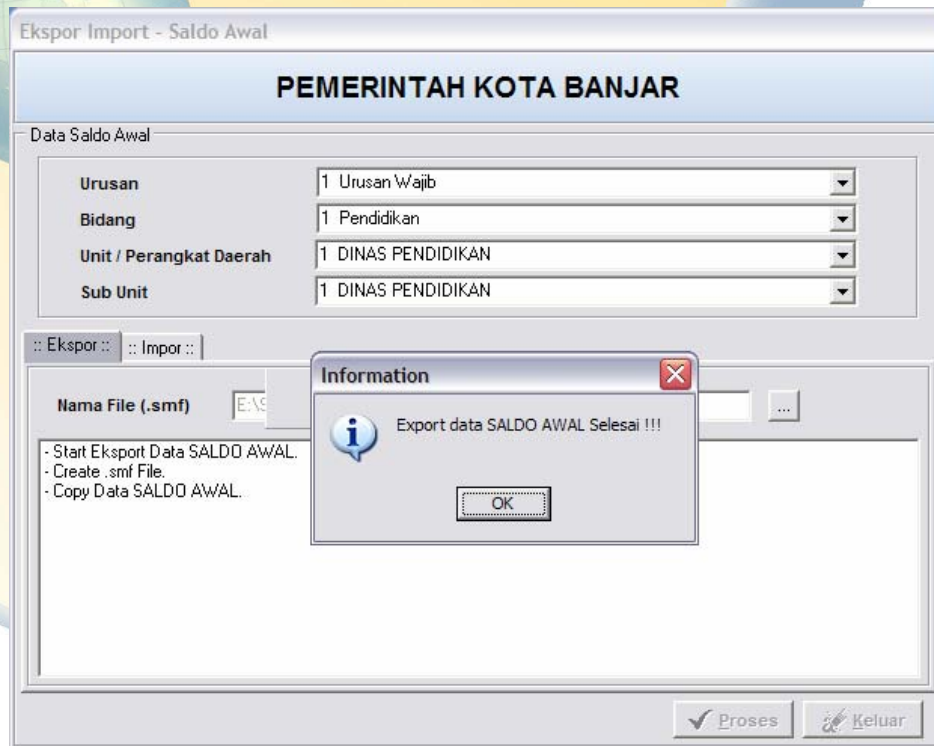 Ekspor Import - Saldo Awal
PEMERINTAH KOTA BANJAR
Data Saldo Awal
Urusan 1 Urusan Wajib
Bidang 1 Pendidikan
Unit / Perangkat Daerah 1 DINAS PENDIDIKAN
Sub Unit 1 DINAS PENDIDIKAN
:: Ekspor :: :: Impor ::
Nama File (.smf) E:\S ...
- Start Eksport Data SALDO AWAL.
- Create .smf File.
- Copy Data SALDO AWAL.
Information
Export data SALDO AWAL Selesai !!!
OK
Proses Keluar